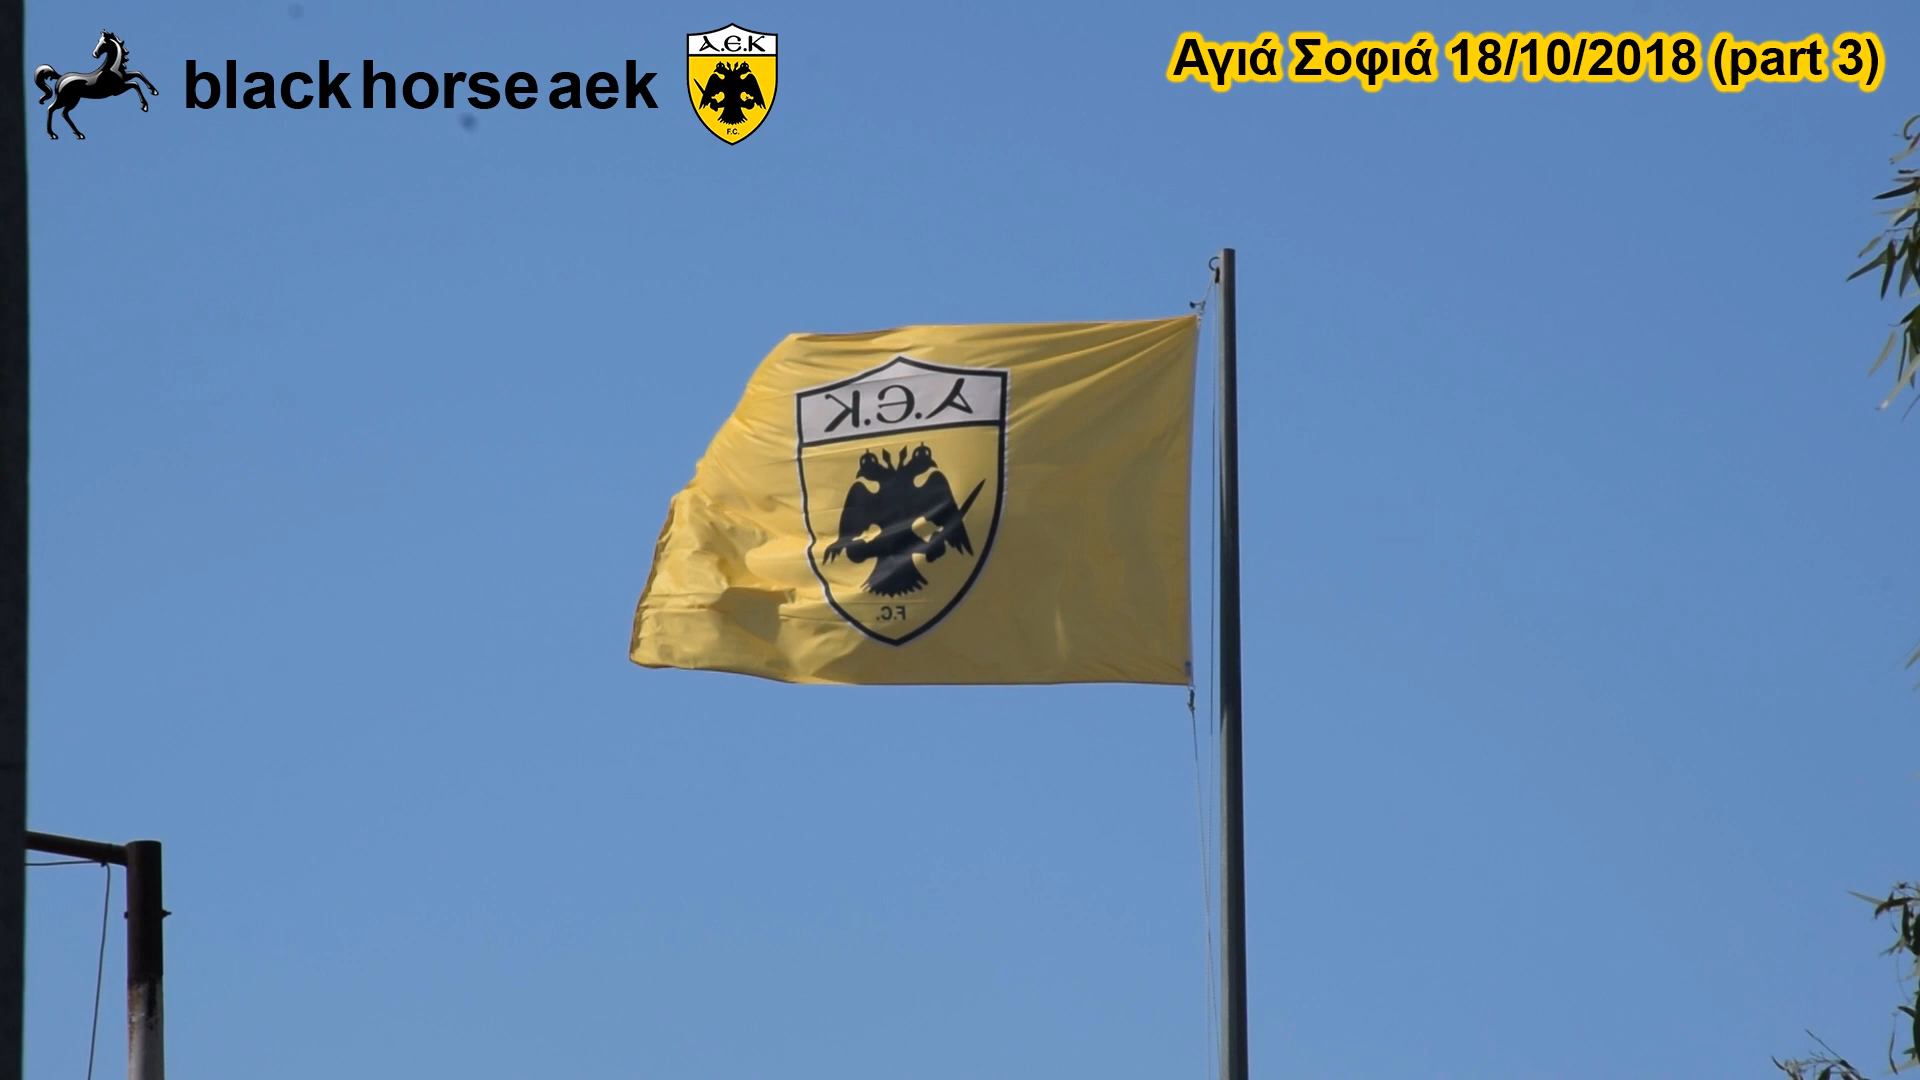 black horse aek
Α.Ε.Κ
F.C.
Αγιά Σοφιά 18/10/2018 (part 3)
Α.Ε.Κ
F.C.